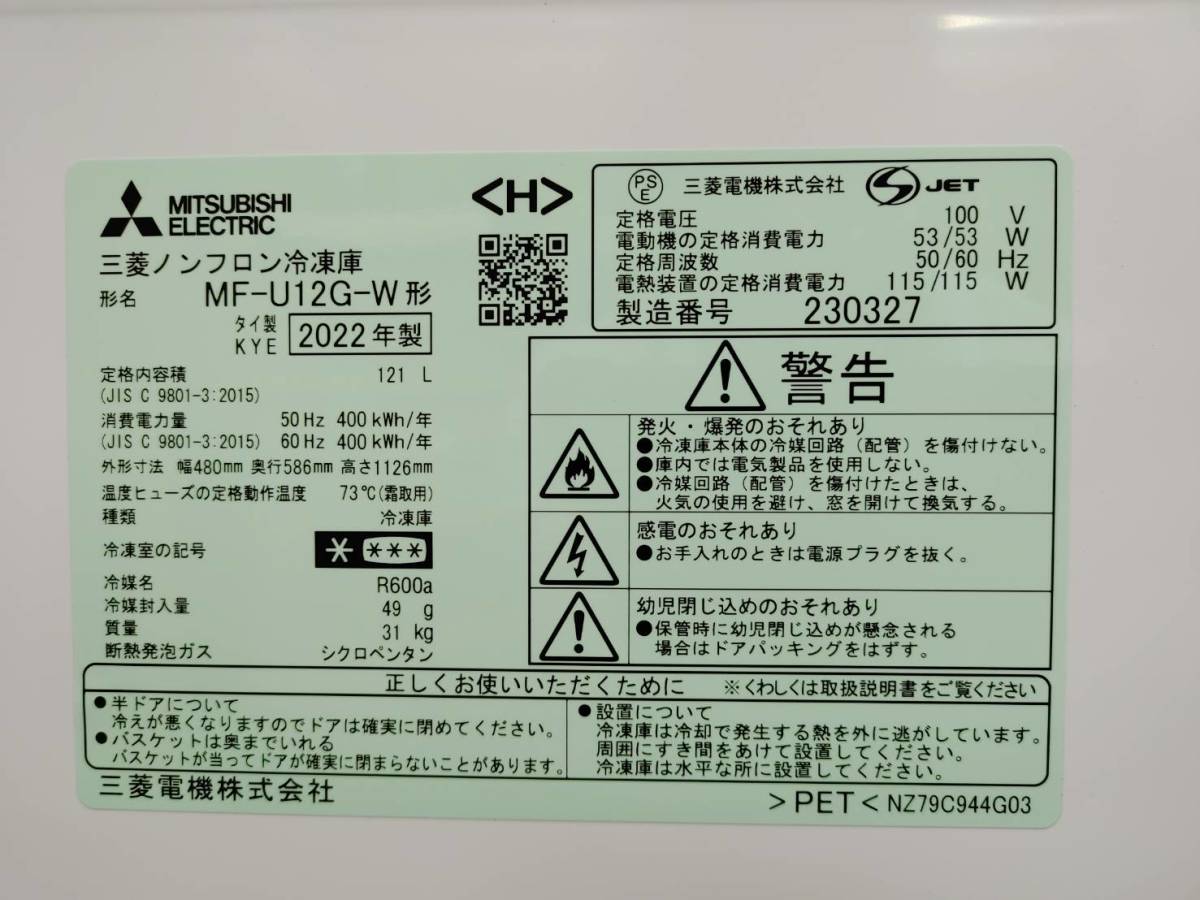 MITSUBISHI
ELECTRIC
三菱ノンフロン冷凍庫
形名 MF-U12G-W形
タイ製
KYE 2022年製
定格内容積 121 L
(JIS C 9801-3:2015)
消費電力量 50Hz 400kWh/年
(JIS C 9801-3:2015) 60Hz 400kWh/年
外形寸法 幅480mm 奥行586mm 高さ1126mm
温度ヒューズの定格動作温度 73℃(霜取用)
種類 冷凍庫
冷凍室の記号 * ***
冷媒名 R600a
冷媒封入量 49 g
質量 31 kg
断熱発泡ガス シクロペンタン
<H>
PS
E 三菱電機株式会社 S JET
定格電圧 100 V
電動機の定格消費電力 53/53 W
定格周波数 50/60 Hz
電熱装置の定格消費電力 115/115 W
製造番号 230327
警告
発火・爆発のおそれあり
●冷凍庫本体の冷媒回路(配管)を傷付けない。
●庫内では電気製品を使用しない。
●冷媒回路(配管)を傷付けたときは、
火気の使用を避け、窓を開けて換気する。
感電のおそれあり
●お手入れのときは電源プラグを抜く。
幼児閉じ込めのおそれあり
●保管時に幼児閉じ込めが懸念される
場合はドアパッキングをはずす。
正しくお使いいただくために ※くわしくは取扱説明書をご覧ください
●半ドアについて
冷えが悪くなりますのでドアは確実に閉めてください。
●バスケットは奥までいれる
バスケットが当ってドアが確実に閉まらないことがあります。
●設置について
冷凍庫は冷却で発生する熱を外に逃がしています。
周囲にすき間をあけて設置してください。
冷凍庫は水平な所に設置してください。
三菱電機株式会社
>PET< NZ79C944G03